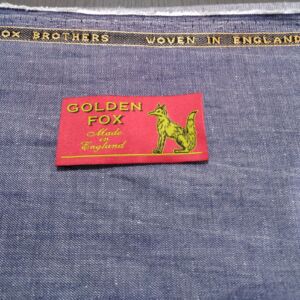 OX BROTHERS WOVEN IN ENGLAND
GOLDEN
FOX
Made
in
England